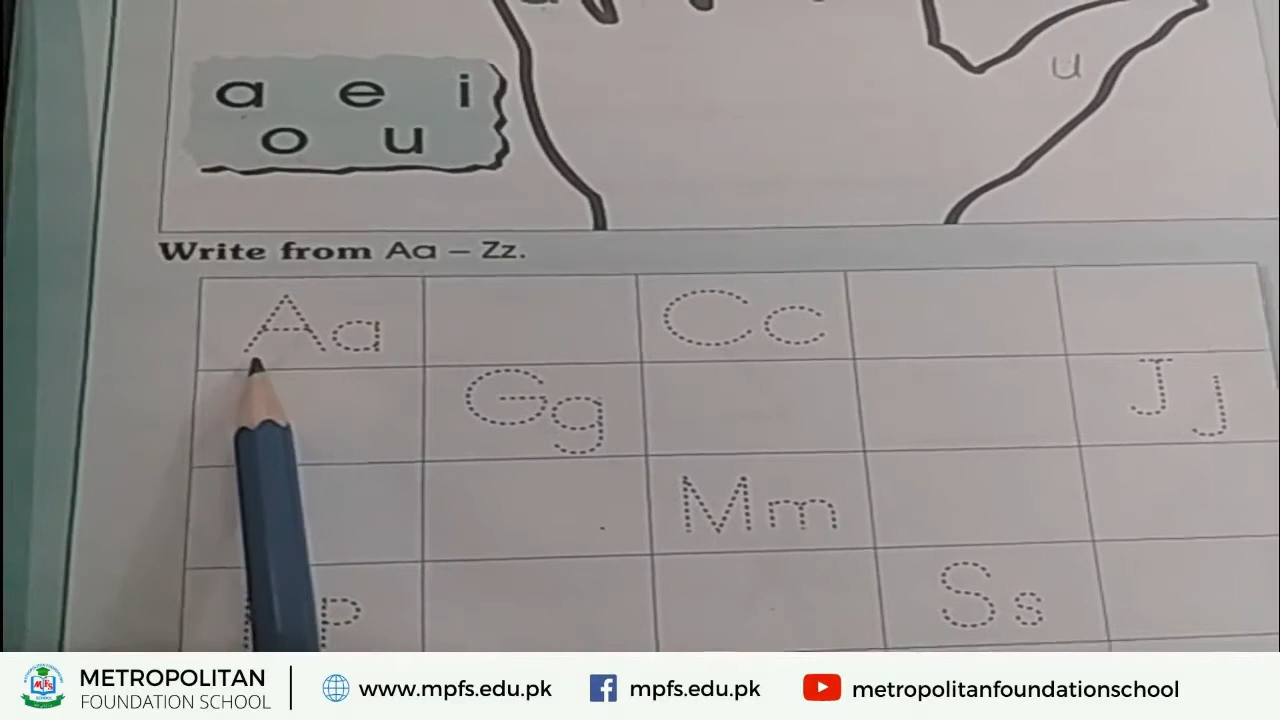 u
a e i
o u
Write from Aa – Zz.
Aa Cc
Gg Jj
Mm
P Ss
METROPOLITAN
FOUNDATION SCHOOL
www.mpfs.edu.pk
mpfs.edu.pk
metropolitanfoundationschool